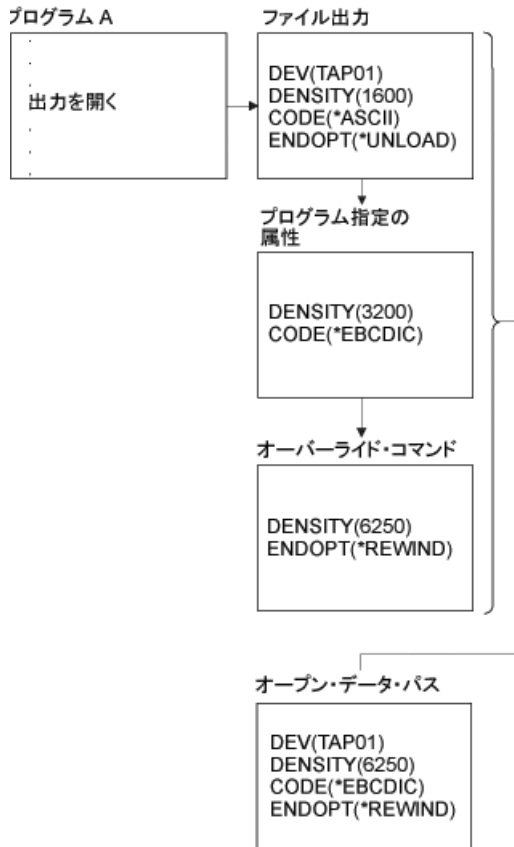 プログラム A
.
.
出力を開く
.
.
.
ファイル出力
DEV(TAP01)
DENSITY(1600)
CODE(*ASCII)
ENDOPT(*UNLOAD)
プログラム指定の
属性
DENSITY(3200)
CODE(*EBCDIC)
オーバーライド・コマンド
DENSITY(6250)
ENDOPT(*REWIND)
オープン・データ・パス
DEV(TAP01)
DENSITY(6250)
CODE(*EBCDIC)
ENDOPT(*REWIND)